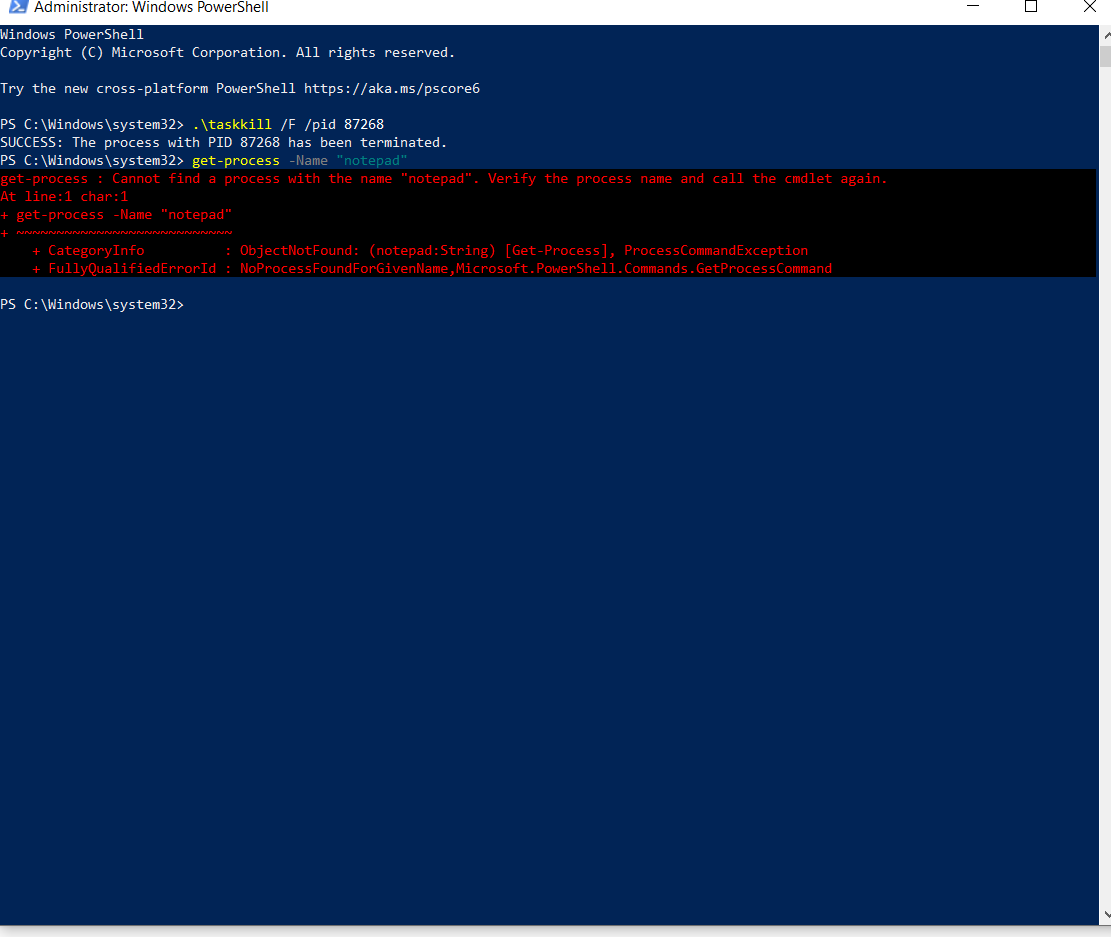 Administrator: Windows PowerShell
Windows PowerShell
Copyright (C) Microsoft Corporation. All rights reserved.
Try the new cross-platform PowerShell https://aka.ms/pscore6
PS C:\Windows\system32> .\taskkill /F /pid 87268
SUCCESS: The process with PID 87268 has been terminated.
PS C:\Windows\system32> get-process -Name "notepad"
get-process : Cannot find a process with the name "notepad". Verify the process name and call the cmdlet again.
At line:1 char:1
+ get-process -Name "notepad"
+ ~~~~~~~~~~~~~~~~~~~~~~~~~~~
    + CategoryInfo          : ObjectNotFound: (notepad:String) [Get-Process], ProcessCommandException
    + FullyQualifiedErrorId : NoProcessFoundForGivenName,Microsoft.PowerShell.Commands.GetProcessCommand
PS C:\Windows\system32>